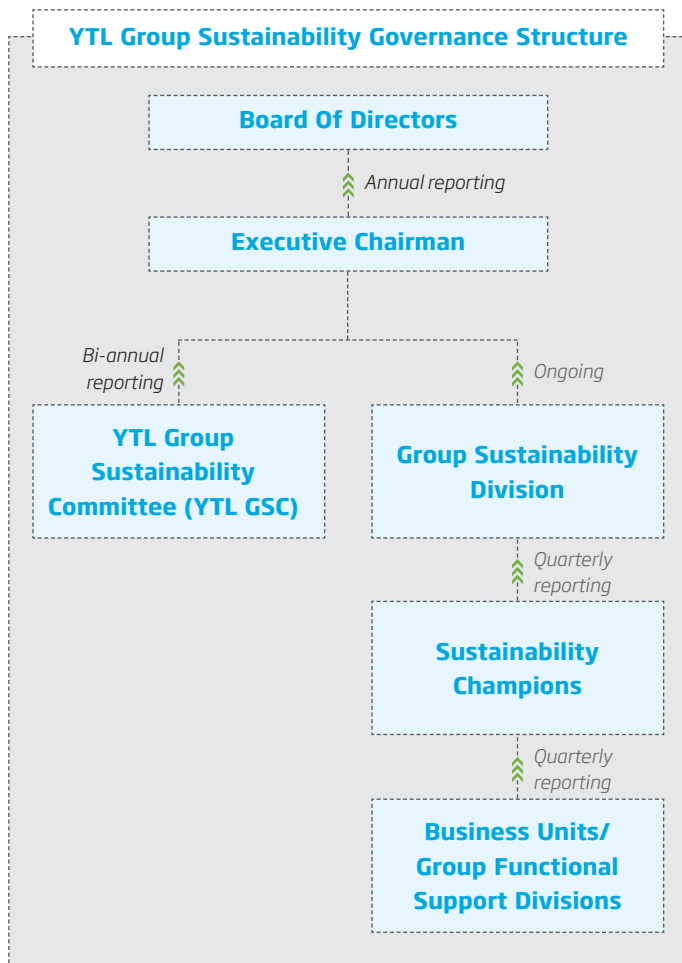 YTL Group Sustainability Governance Structure
Board Of Directors
Annual reporting
Executive Chairman
Bi-annual
reporting
Ongoing
YTL Group
Sustainability
Committee (YTL GSC)
Group Sustainability
Division
Quarterly
reporting
Sustainability
Champions
Quarterly
reporting
Business Units/
Group Functional
Support Divisions